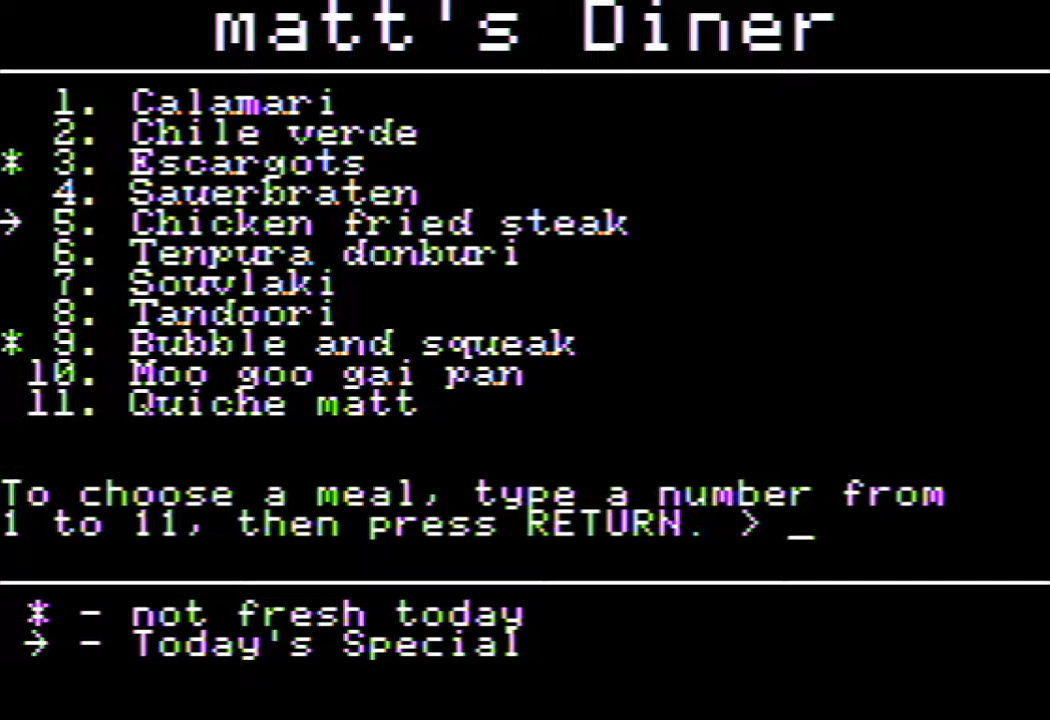 matt's Diner
1. Calamari
2. Chile verde
* 3. Escargots
4. Sauerbraten
→ 5. Chicken fried steak
6. Tenpura donburi
7. Souvlaki
8. Tandoori
* 9. Bubble and squeak
10. Moo goo gai pan
11. Quiche matt
To choose a meal, type a number from
1 to 11, then press RETURN. > _
* - not fresh today
→ - Today's Special